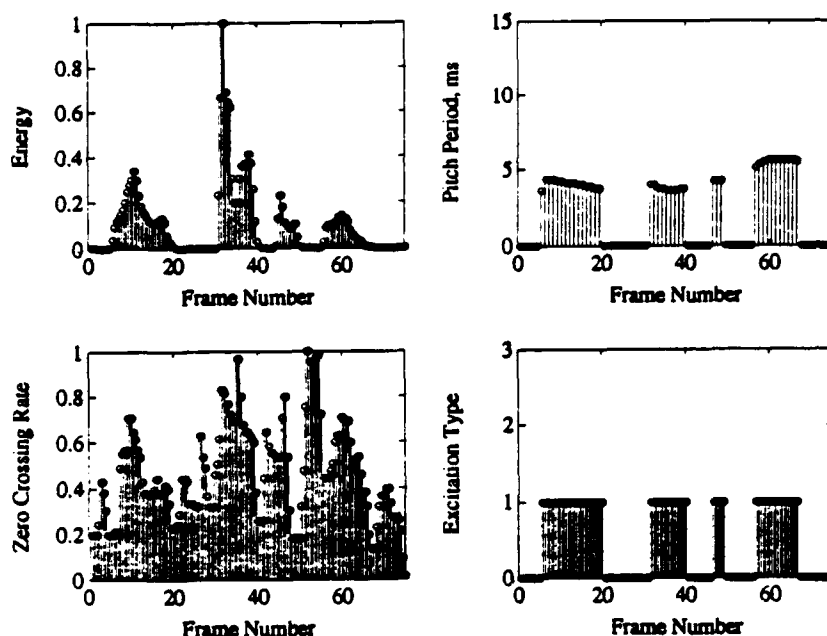 1
0.8
0.6
0.4
0.2
0
Energy
0 20 40 60
Frame Number
15
10
5
0
Pitch Period, ms
0 20 40 60
Frame Number
1
0.8
0.6
0.4
0.2
0
Zero Crossing Rate
0 20 40 60
Frame Number
3
2
1
0
Excitation Type
0 20 40 60
Frame Number